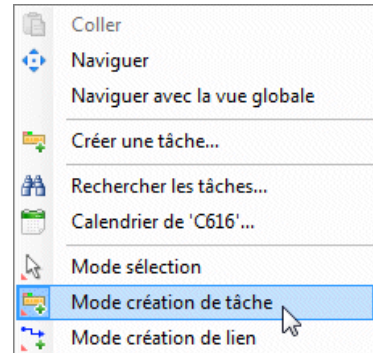 Coller
Naviguer
Naviguer avec la vue globale
Créer une tâche...
Rechercher les tâches...
Calendrier de 'C616'...
Mode sélection
Mode création de tâche
Mode création de lien